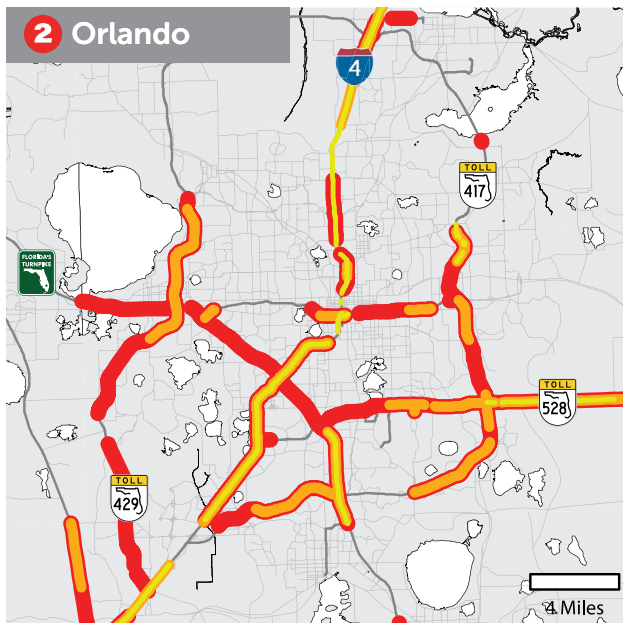 2 Orlando
4
TOLL
417
FLORIDA'S
TURNPIKE
TOLL
528
TOLL
429
4 Miles